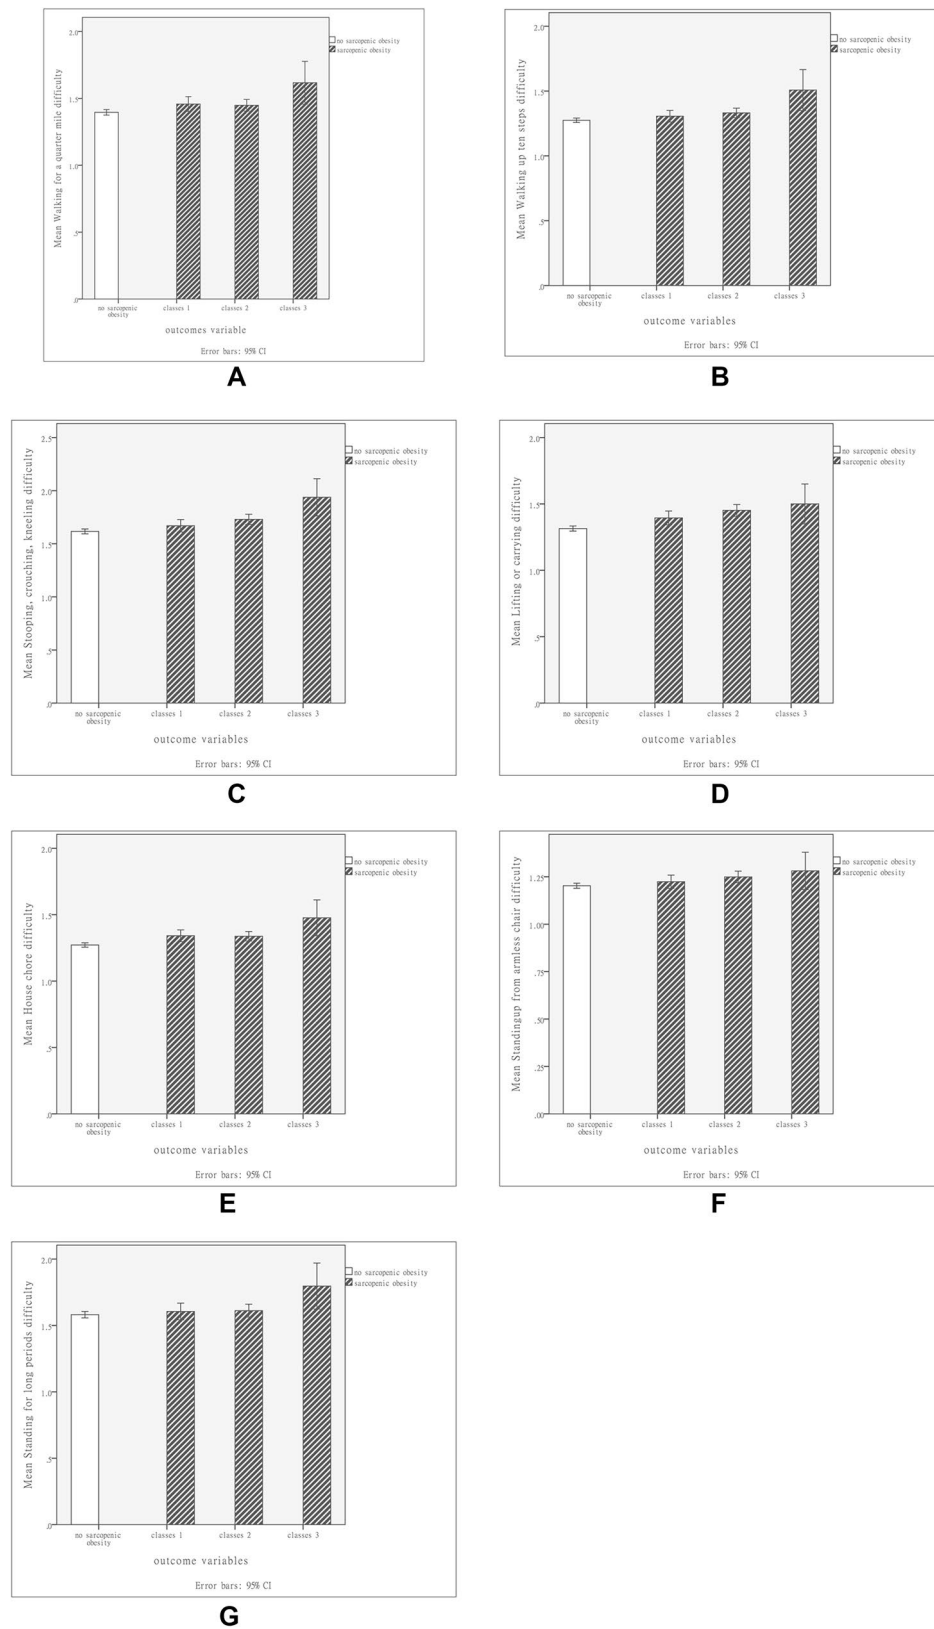 2.0
1.5
1.0
.5
.0
Mean Walking for a quarter mile difficulty
no sarcopenic obesity
sarcopenic obesity
no sarcopenic
obesity
classes 1
classes 2
classes 3
outcomes variable
Error bars: 95% CI
A
2.0
1.5
1.0
.5
.0
Mean Walking up ten steps difficulty
no sarcopenic obesity
sarcopenic obesity
no sarcopenic
obesity
classes 1
classes 2
classes 3
outcome variables
Error bars: 95% CI
B
2.5
2.0
1.5
1.0
.5
.0
Mean Stooping, crouching, kneeling difficulty
no sarcopenic obesity
sarcopenic obesity
no sarcopenic
obesity
classes 1
classes 2
classes 3
outcome variables
Error bars: 95% CI
C
2.0
1.5
1.0
.5
.0
Mean Lifting or carrying difficulty
no sarcopenic obesity
sarcopenic obesity
no sarcopenic
obesity
classes 1
classes 2
classes 3
outcome variables
Error bars: 95% CI
D
2.0
1.5
1.0
.5
.0
Mean House chore difficulty
no sarcopenic obesity
sarcopenic obesity
no sarcopenic
obesity
classes 1
classes 2
classes 3
outcome variables
Error bars: 95% CI
E
1.25
1.00
.75
.50
.25
.00
Mean Standingup from armless chair difficulty
no sarcopenic obesity
sarcopenic obesity
no sarcopenic
obesity
classes 1
classes 2
classes 3
outcome variables
Error bars: 95% CI
F
2.0
1.5
1.0
.5
.0
Mean Standing for long periods difficulty
no sarcopenic obesity
sarcopenic obesity
no sarcopenic
obesity
classes 1
classes 2
classes 3
outcome variables
Error bars: 95% CI
G